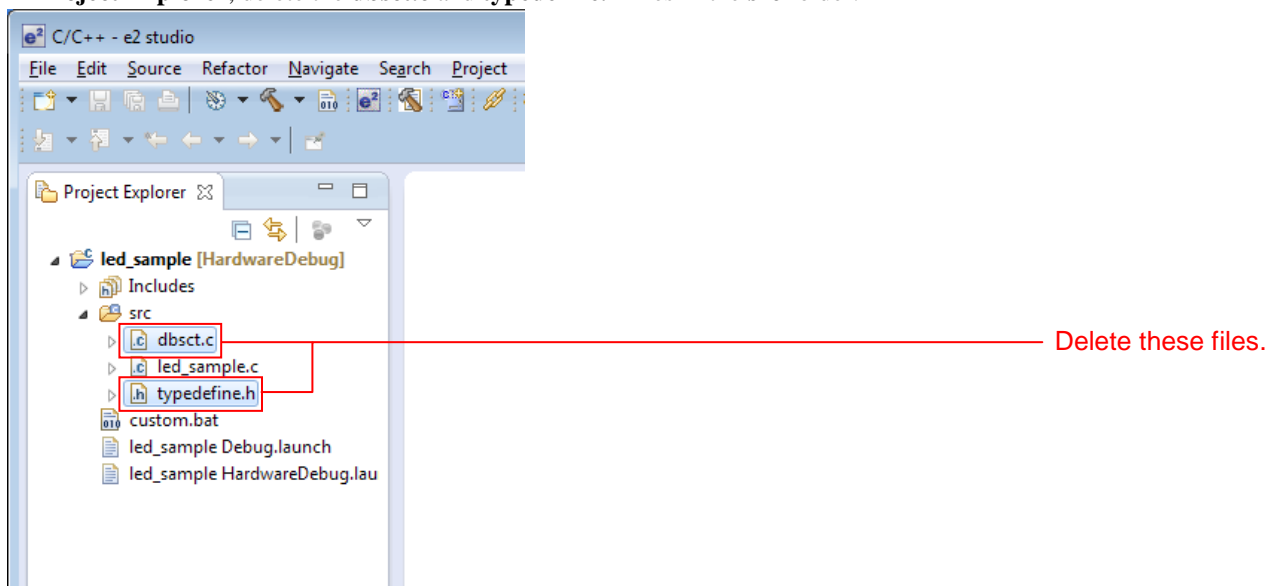 C/C++ - e2 studio
File Edit Source Refactor Navigate Search Project
Project Explorer
led_sample [HardwareDebug]
Includes
src
dbsct.c
Delete these files.
led_sample.c
typedefine.h
custom.bat
led_sample Debug.launch
led_sample HardwareDebug.lau